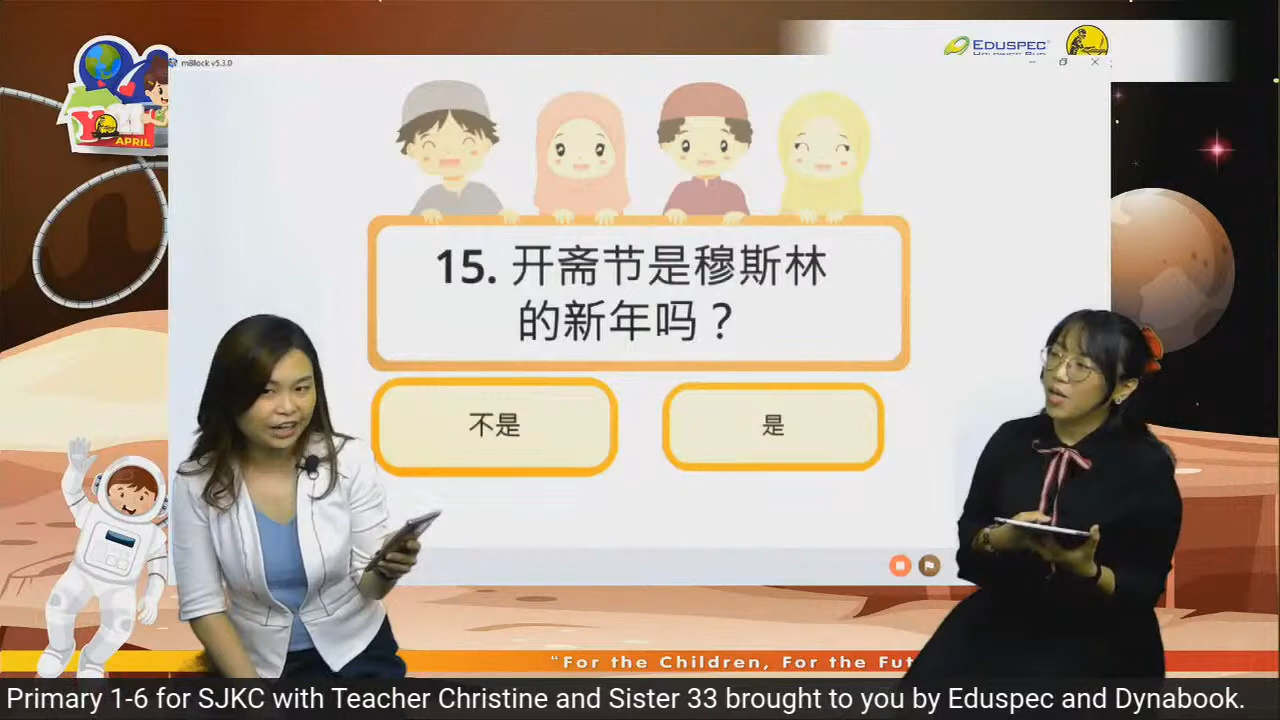 mBlock v5.3.0
EDUSPEC
APRIL
15. 开斋节是穆斯林
的新年吗？
不是
是
"For the Children, For the Fut
Primary 1-6 for SJKC with Teacher Christine and Sister 33 brought to you by Eduspec and Dynabook.